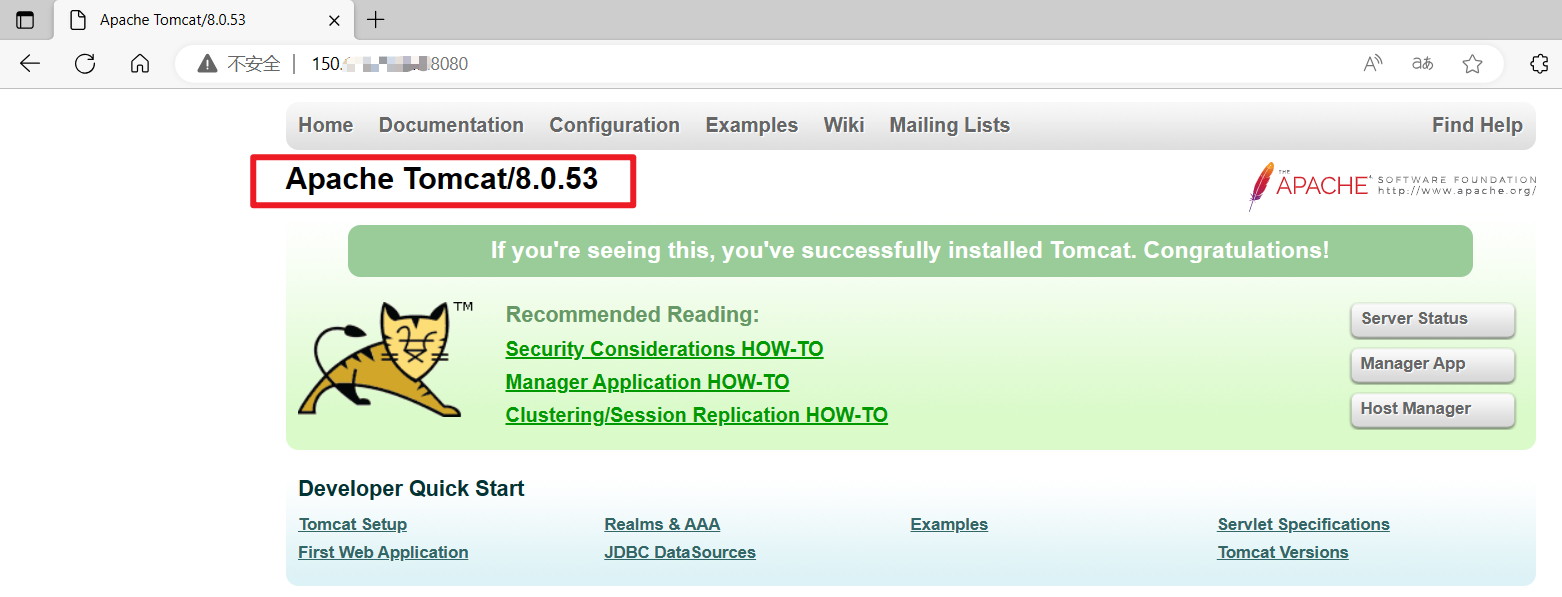 Apache Tomcat/8.0.53
不安全 150. 8080
Home Documentation Configuration Examples Wiki Mailing Lists Find Help
Apache Tomcat/8.0.53
THE APACHE SOFTWARE FOUNDATION
http://www.apache.org/
If you're seeing this, you've successfully installed Tomcat. Congratulations!
TM
Recommended Reading:
Security Considerations HOW-TO
Manager Application HOW-TO
Clustering/Session Replication HOW-TO
Server Status
Manager App
Host Manager
Developer Quick Start
Tomcat Setup
First Web Application
Realms & AAA
JDBC DataSources
Examples
Servlet Specifications
Tomcat Versions